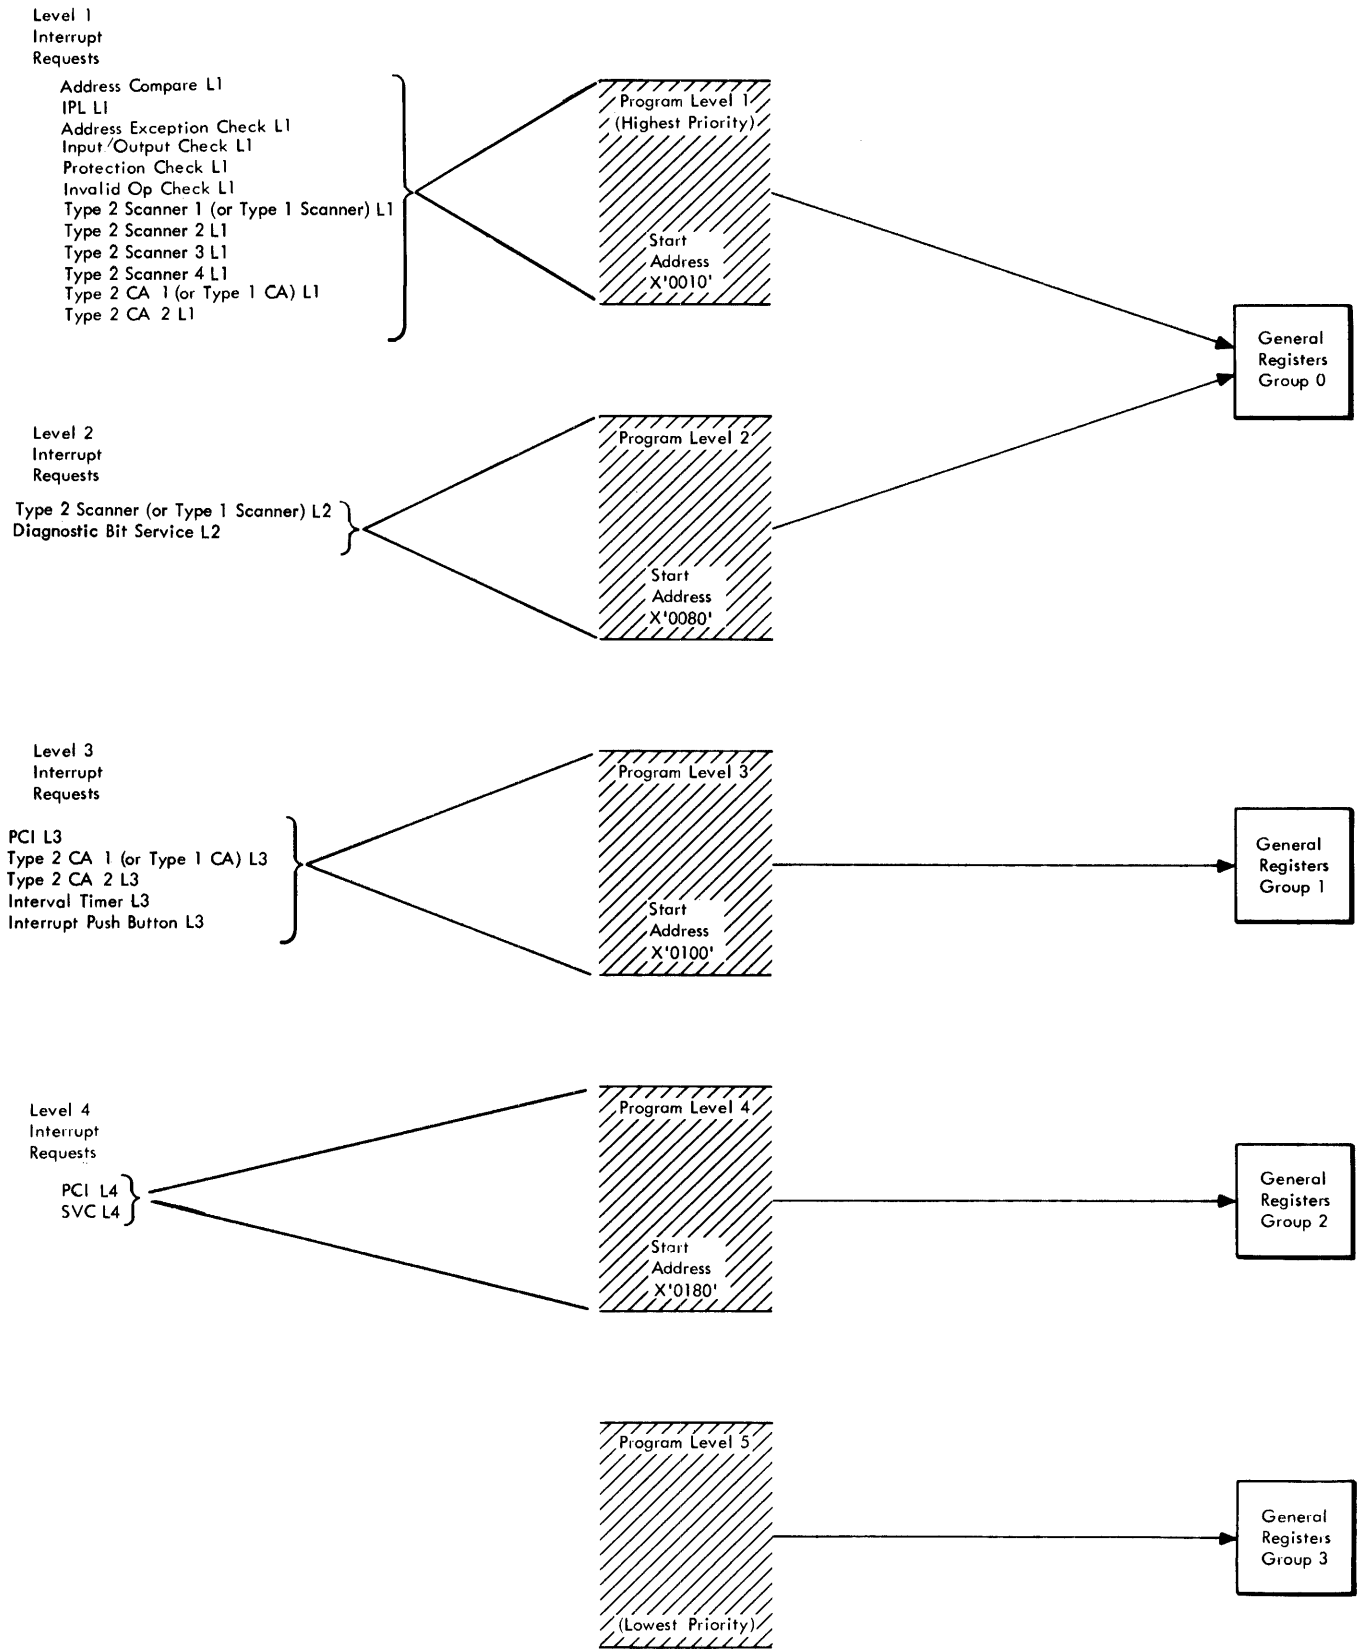 Level 1
Interrupt
Requests
Address Compare L1
IPL L1
Address Exception Check L1
Input/Output Check L1
Protection Check L1
Invalid Op Check L1
Type 2 Scanner 1 (or Type 1 Scanner) L1
Type 2 Scanner 2 L1
Type 2 Scanner 3 L1
Type 2 Scanner 4 L1
Type 2 CA 1 (or Type 1 CA) L1
Type 2 CA 2 L1
Program Level 1
(Highest Priority)
Start
Address
X'0010'
General
Registers
Group 0
Level 2
Interrupt
Requests
Type 2 Scanner (or Type 1 Scanner) L2
Diagnostic Bit Service L2
Program Level 2
Start
Address
X'0080'
Level 3
Interrupt
Requests
PCI L3
Type 2 CA 1 (or Type 1 CA) L3
Type 2 CA 2 L3
Interval Timer L3
Interrupt Push Button L3
Program Level 3
Start
Address
X'0100'
General
Registers
Group 1
Level 4
Interrupt
Requests
PCI L4
SVC L4
Program Level 4
Start
Address
X'0180'
General
Registers
Group 2
Program Level 5
(Lowest Priority)
General
Registers
Group 3